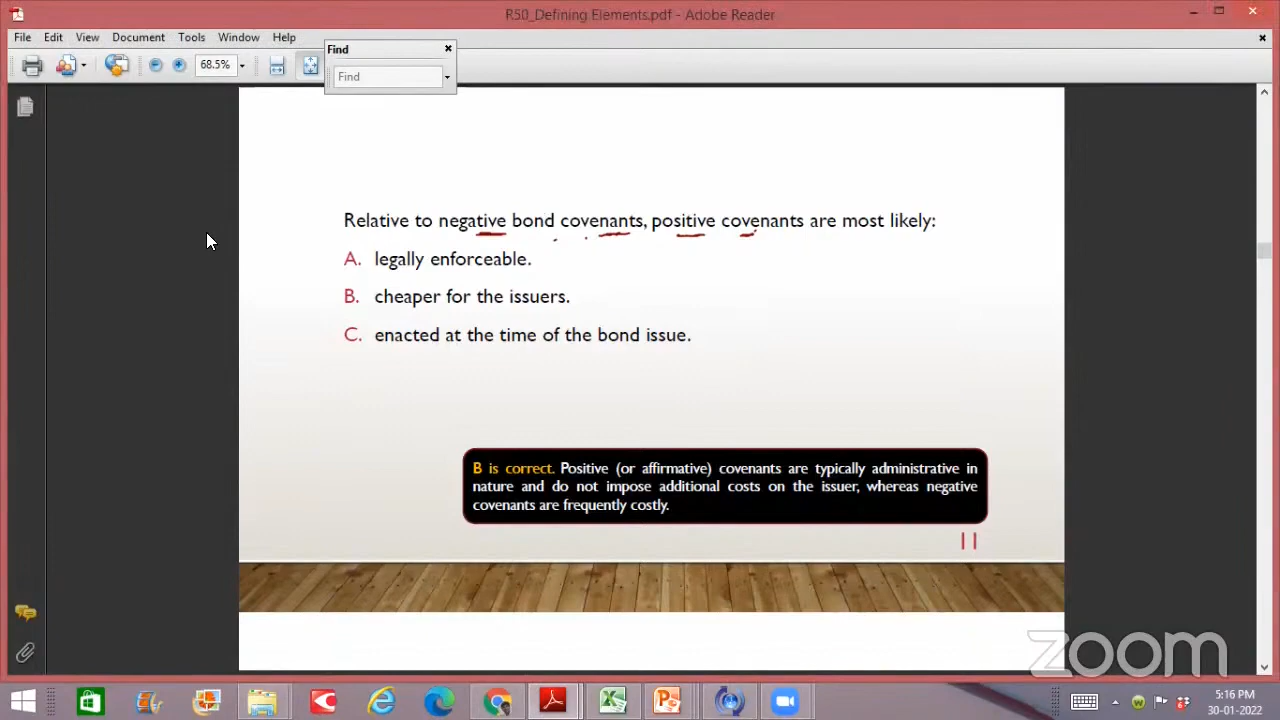 R50_Defining Elements.pdf - Adobe Reader
File Edit View Document Tools Window Help
Find
68.5%
Find
Relative to negative bond covenants, positive covenants are most likely:
A. legally enforceable.
B. cheaper for the issuers.
C. enacted at the time of the bond issue.
B is correct. Positive (or affirmative) covenants are typically administrative in
nature and do not impose additional costs on the issuer, whereas negative
covenants are frequently costly.
11
zoom
5:16 PM
30-01-2022